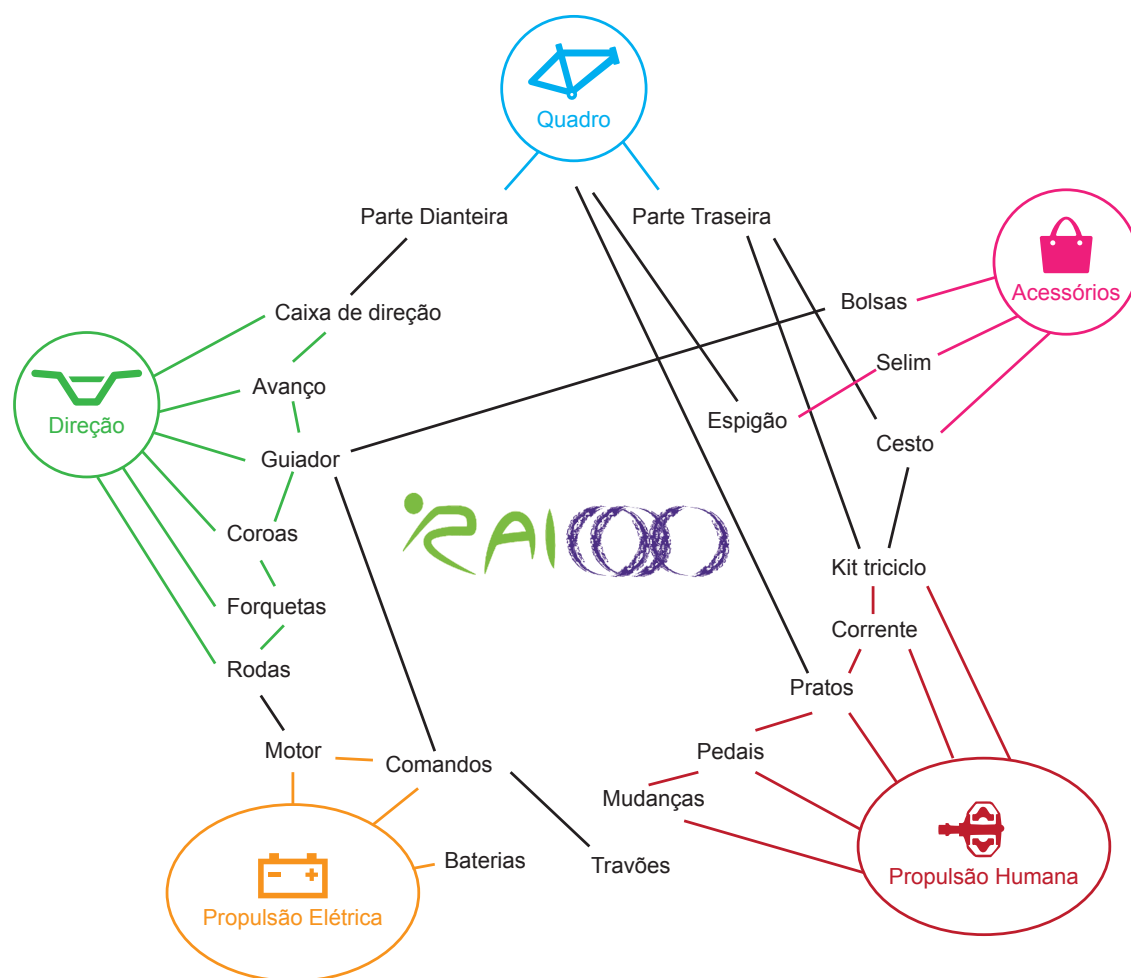 Quadro
Parte Dianteira
Parte Traseira
Acessórios
Bolsas
Caixa de direção
Selim
Avanço
Espigão
Direção
Cesto
Guiador
Coroas
RAIOOO
Kit triciclo
Forquetas
Corrente
Rodas
Pratos
Motor
Comandos
Pedais
Mudanças
Baterias
Travões
Propulsão Humana
Propulsão Elétrica